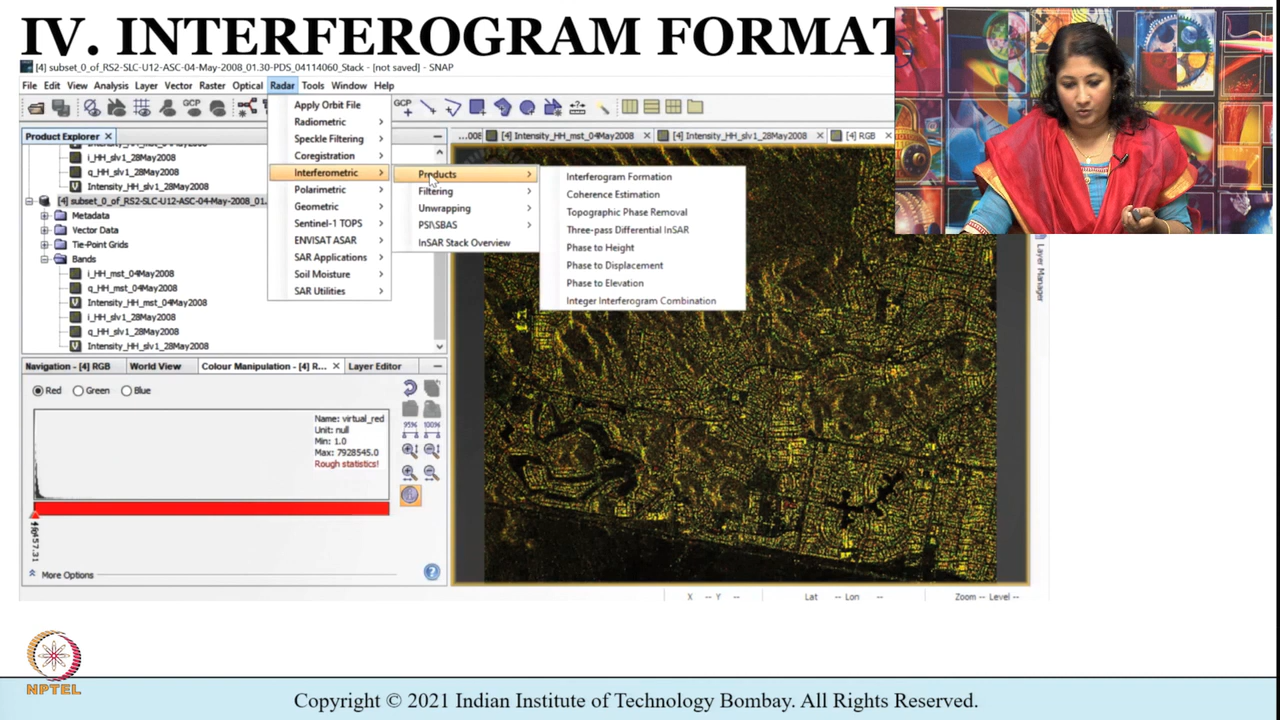 IV. INTERFEROGRAM FORMAT
[4] subset_0_of_RS2-SLC-U12-ASC-04-May-2008_01.30-PDS_04114060_Stack - [not saved] - SNAP
File Edit View Analysis Layer Vector Raster Optical Radar Tools Window Help
GCP
GCP
Product Explorer
i_HH_slv1_28May2008
q_HH_slv1_28May2008
Intensity_HH_slv1_28May2008
[4] subset_0_of_RS2-SLC-U12-ASC-04-May-2008_01.
Metadata
Vector Data
Tie-Point Grids
Bands
i_HH_mst_04May2008
q_HH_mst_04May2008
Intensity_HH_mst_04May2008
i_HH_slv1_28May2008
q_HH_slv1_28May2008
Intensity_HH_slv1_28May2008
Apply Orbit File
Radiometric
Speckle Filtering
Coregistration
Interferometric
Polarimetric
Geometric
Sentinel-1 TOPS
ENVISAT ASAR
SAR Applications
Soil Moisture
SAR Utilities
Products
Filtering
Unwrapping
PSI\SBAS
InSAR Stack Overview
Interferogram Formation
Coherence Estimation
Topographic Phase Removal
Three-pass Differential InSAR
Phase to Height
Phase to Displacement
Phase to Elevation
Integer Interferogram Combination
...008 [4] Intensity_HH_mst_04May2008 [4] Intensity_HH_slv1_28May2008 [4] RGB
Layer Manager
Navigation - [4] RGB World View Colour Manipulation - [4] R... Layer Editor
Red Green Blue
Name: virtual_red
Unit: null
Min: 1.0
Max: 7928545.0
Rough statistics!
95% 100%
More Options
X -- Y -- Lat -- Lon -- Zoom -- Level --
NPTEL
Copyright © 2021 Indian Institute of Technology Bombay. All Rights Reserved.